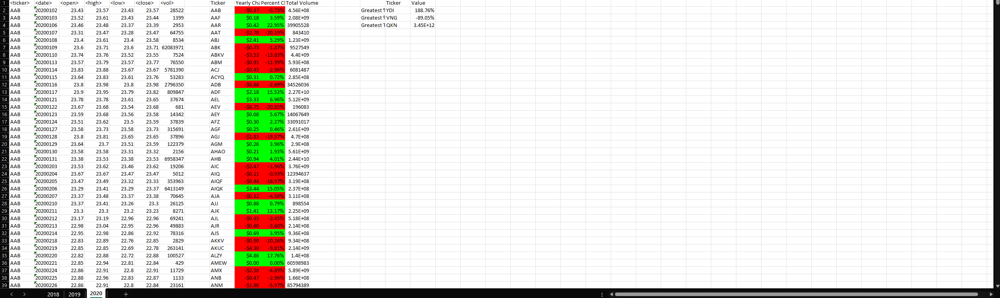 1 <ticker> <date> <open> <high> <low> <close> <vol> Ticker Yearly Cha Percent Cl Total Volume Ticker Value
2 AAB 20200102 23.43 23.57 23.43 23.57 28522 AAB -$0.17 -0.73% 4.56E+08 Greatest % YDI 188.76%
3 AAB 20200103 23.52 23.61 23.43 23.44 1399 AAF $0.18 3.59% 2.08E+09 Greatest % VNG -89.05%
4 AAB 20200106 23.46 23.48 23.37 23.39 2953 AAR $0.42 22.95% 39905528 Greatest T QKN 3.45E+12
5 AAB 20200107 23.31 23.47 23.28 23.47 64755 AAT -$2.76 -20.19% 843410
6 AAB 20200108 23.4 23.61 23.4 23.58 8534 ABJ $2.41 5.29% 1.23E+09
7 AAB 20200109 23.6 23.71 23.6 23.71 62083971 ABK -$0.73 -1.87% 9527549
8 AAB 20200110 23.74 23.76 23.52 23.55 7524 ABKV -$3.53 -13.83% 4.4E+09
9 AAB 20200113 23.57 23.79 23.57 23.77 76550 ABM -$0.91 -11.99% 5.93E+08
10 AAB 20200114 23.83 23.88 23.67 23.67 5781390 ACJ -$0.45 -2.96% 6081487
11 AAB 20200115 23.64 23.83 23.61 23.76 53283 ACYQ $0.31 0.72% 2.85E+08
12 AAB 20200116 23.8 23.98 23.8 23.98 2796350 ADB -$0.68 -2.69% 34526036
13 AAB 20200117 23.9 23.95 23.79 23.82 809847 ADF $2.18 15.53% 2.27E+10
14 AAB 20200121 23.78 23.78 23.61 23.65 37674 AEL $3.33 6.96% 5.12E+09
15 AAB 20200122 23.67 23.68 23.54 23.68 681 AEV -$8.75 -20.85% 196083
16 AAB 20200123 23.59 23.68 23.56 23.58 14342 AEY $0.08 5.67% 14067649
17 AAB 20200124 23.51 23.62 23.5 23.59 37839 AFZ $0.30 2.27% 33091017
18 AAB 20200127 23.58 23.73 23.58 23.73 315691 AGF $0.25 0.46% 2.61E+09
19 AAB 20200128 23.8 23.81 23.65 23.65 37896 AGJ -$1.83 -19.57% 4.7E+08
20 AAB 20200129 23.64 23.7 23.51 23.59 122379 AGM $0.26 3.96% 2.9E+08
21 AAB 20200130 23.58 23.58 23.31 23.32 2156 AHAO $0.21 1.93% 5.61E+09
22 AAB 20200131 23.38 23.53 23.38 23.53 6958347 AHB $0.94 4.01% 2.44E+10
23 AAB 20200203 23.53 23.62 23.46 23.62 19206 AIC -$2.47 -1.96% 3.76E+09
24 AAB 20200204 23.67 23.67 23.47 23.47 5012 AIQ -$0.11 -0.93% 12394637
25 AAB 20200205 23.47 23.49 23.32 23.33 353963 AIQF -$0.48 -18.97% 3.19E+08
26 AAB 20200206 23.29 23.41 23.29 23.37 6413149 AIQK $3.44 15.05% 2.37E+08
27 AAB 20200207 23.37 23.48 23.37 23.38 70645 AJA -$0.12 -4.58% 3.11E+08
28 AAB 20200210 23.37 23.41 23.26 23.3 26125 AJJ $0.88 0.79% 898554
29 AAB 20200211 23.3 23.3 23.2 23.23 8271 AJK $1.41 13.17% 2.25E+09
30 AAB 20200212 23.17 23.19 22.96 22.96 69241 AJL -$0.35 -2.45% 5.18E+08
31 AAB 20200213 22.98 23.04 22.95 22.96 49883 AJR -$0.60 -3.60% 2.14E+08
32 AAB 20200214 22.95 22.98 22.86 22.92 78316 AJS $0.69 3.95% 9.36E+08
33 AAB 20200218 22.83 22.89 22.76 22.85 2829 AKKV -$0.90 -10.26% 9.34E+08
34 AAB 20200219 22.85 22.85 22.69 22.78 263141 AKUC -$4.30 -9.81% 2.14E+09
35 AAB 20200220 22.82 22.88 22.72 22.88 100527 ALZY $4.86 17.76% 1.4E+08
36 AAB 20200221 22.85 22.94 22.81 22.84 429 AMEW $0.00 0.00% 60598983
37 AAB 20200224 22.86 22.91 22.8 22.91 11729 AMX -$2.30 -4.89% 5.89E+09
38 AAB 20200225 22.88 22.96 22.83 22.87 1133 ANB -$0.47 -2.96% 1.66E+08
39 AAB 20200226 22.86 22.91 22.8 22.84 23161 ANM -$1.80 -5.97% 85794389
2018 2019 2020